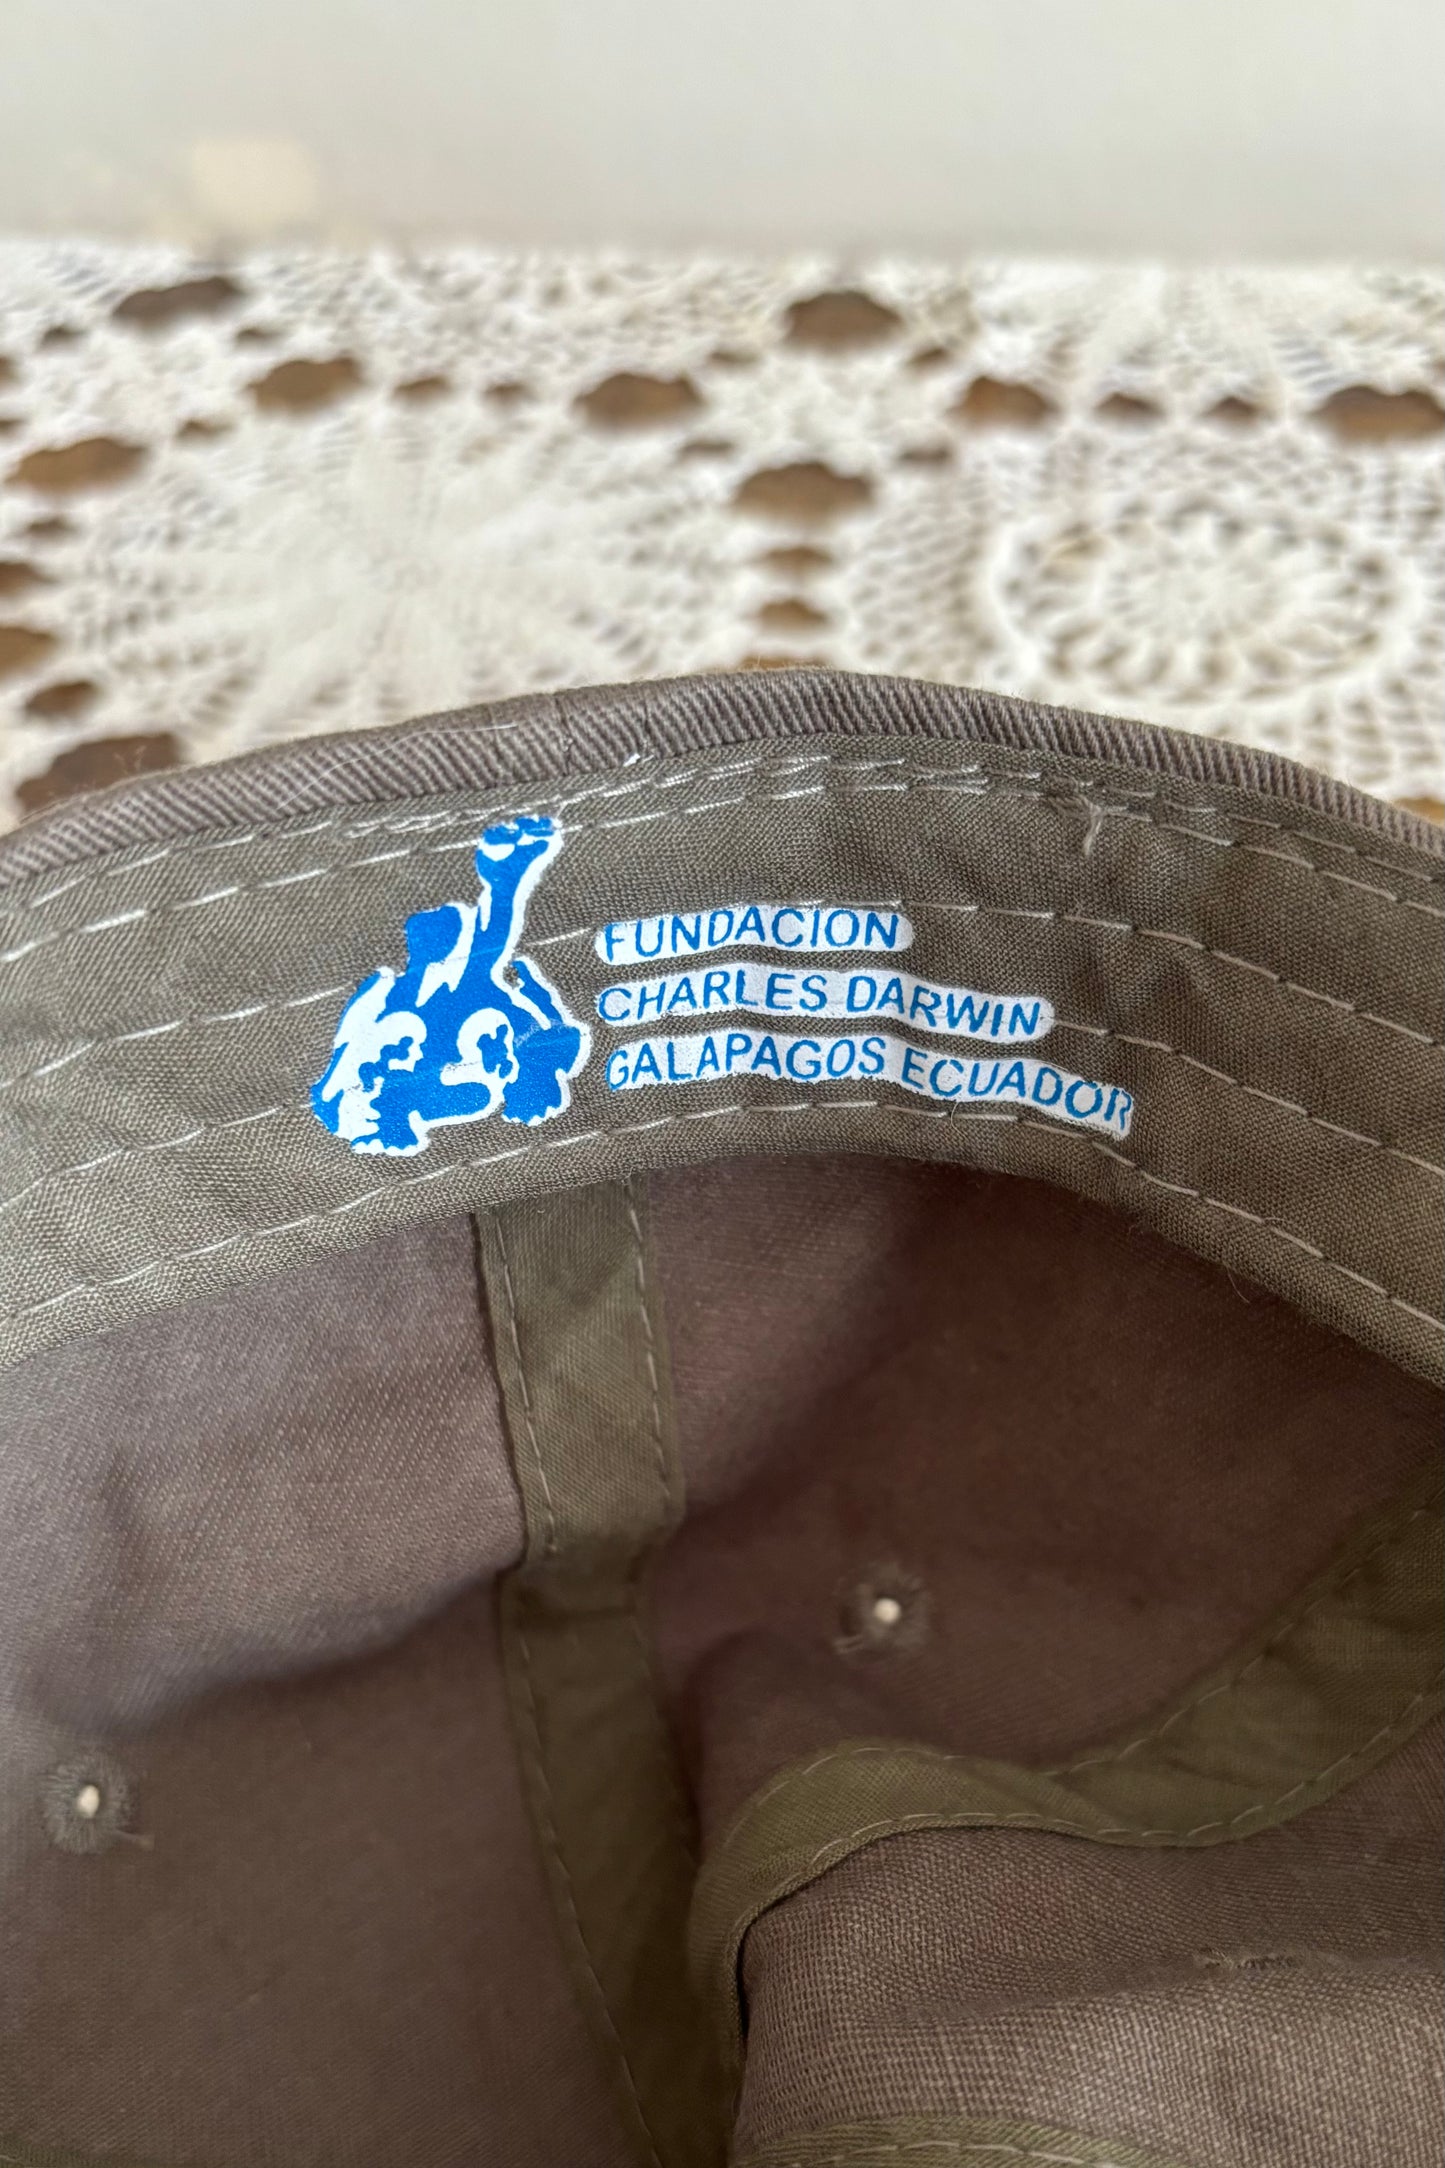 FUNDACION
CHARLES DARWIN
GALAPAGOS ECUADOR